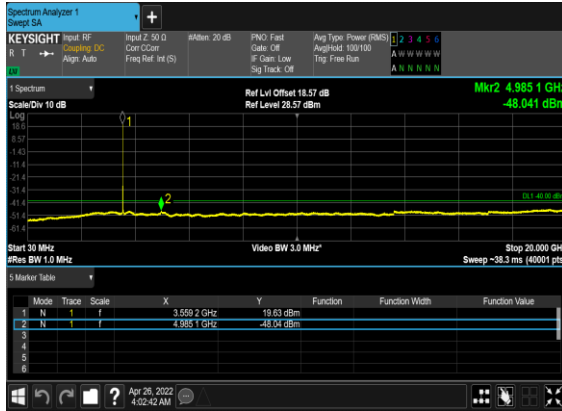 Spectrum Analyzer 1
Swept SA
+
KEYSIGHT Input: RF Input Z: 50 Ω #Atten: 20 dB PNO: Fast Avg Type: Power (RMS) 1 2 3 4 5 6
R T Coupling: DC Corr CCorr Gate: Off Avg|Hold: 100/100 A W W W W W
Align: Auto Freq Ref: Int (S) IF Gain: Low Trig: Free Run
Sig Track: Off A N N N N N
LU
1 Spectrum Ref Lvl Offset 18.57 dB Mkr2 4.985 1 GHz
Scale/Div 10 dB Ref Level 28.57 dBm -48.041 dBm
Log
18.6
8.57
-1.43
-11.4
-21.4
-31.4
-41.4
-51.4
-61.4
1
2
DL1 -40.00 dBm
Start 30 MHz Video BW 3.0 MHz* Stop 20.000 GHz
#Res BW 1.0 MHz Sweep ~38.3 ms (40001 pts)
5 Marker Table
Mode Trace Scale X Y Function Function Width Function Value
1 N 1 f 3.559 2 GHz 19.63 dBm
2 N 1 f 4.985 1 GHz -48.04 dBm
3
4
5
6
? Apr 26, 2022
4:02:42 AM